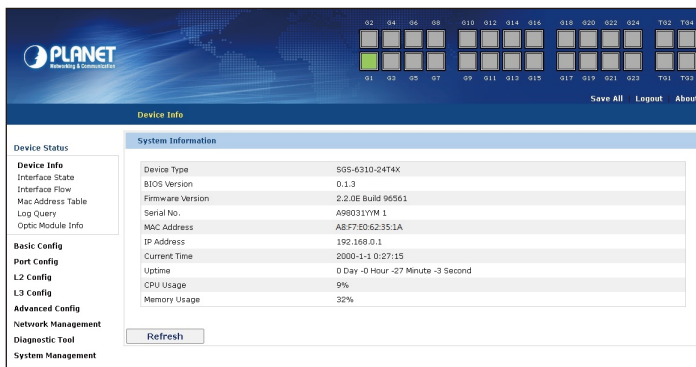 G2 G4 G6 G8 G10 G12 G14 G16 G18 G20 G22 G24 TG2 TG4
PLANET
Networking & Communication
G1 G3 G5 G7 G9 G11 G13 G15 G17 G19 G21 G23 TG1 TG3
Save All Logout About
Device Info
Device Status
Device Info
Interface State
Interface Flow
Mac Address Table
Log Query
Optic Module Info
Basic Config
Port Config
L2 Config
L3 Config
Advanced Config
Network Management
Diagnostic Tool
System Management
System Information
Device Type SGS-6310-24T4X
BIOS Version 0.1.3
Firmware Version 2.2.0E Build 96561
Serial No. A98031YYM 1
MAC Address A8:F7:E0:62:35:1A
IP Address 192.168.0.1
Current Time 2000-1-1 0:27:15
Uptime 0 Day -0 Hour -27 Minute -3 Second
CPU Usage 9%
Memory Usage 32%
Refresh